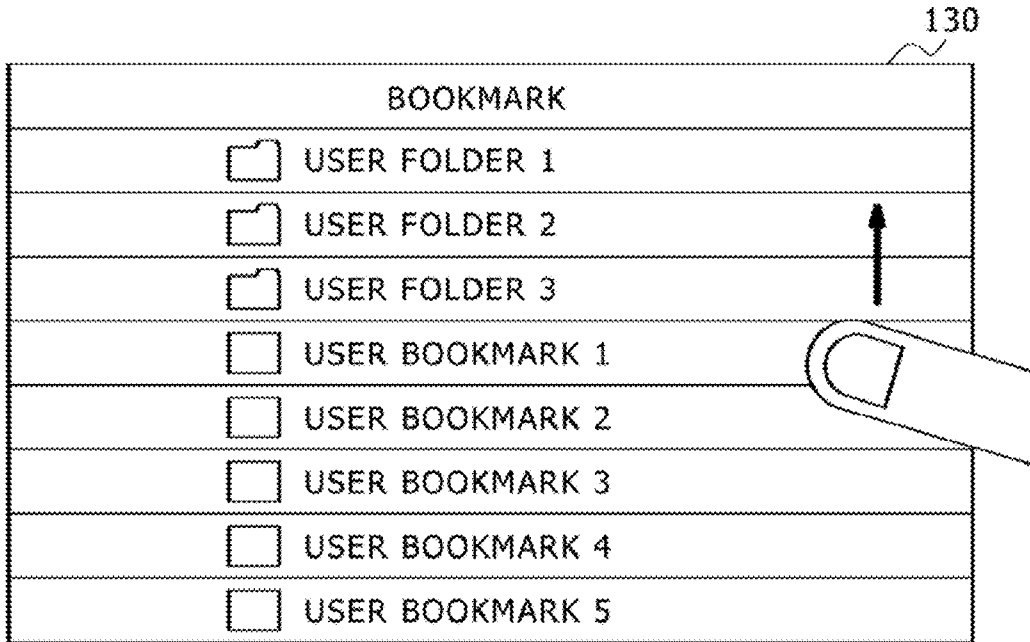 130
BOOKMARK
USER FOLDER 1
USER FOLDER 2
USER FOLDER 3
USER BOOKMARK 1
USER BOOKMARK 2
USER BOOKMARK 3
USER BOOKMARK 4
USER BOOKMARK 5